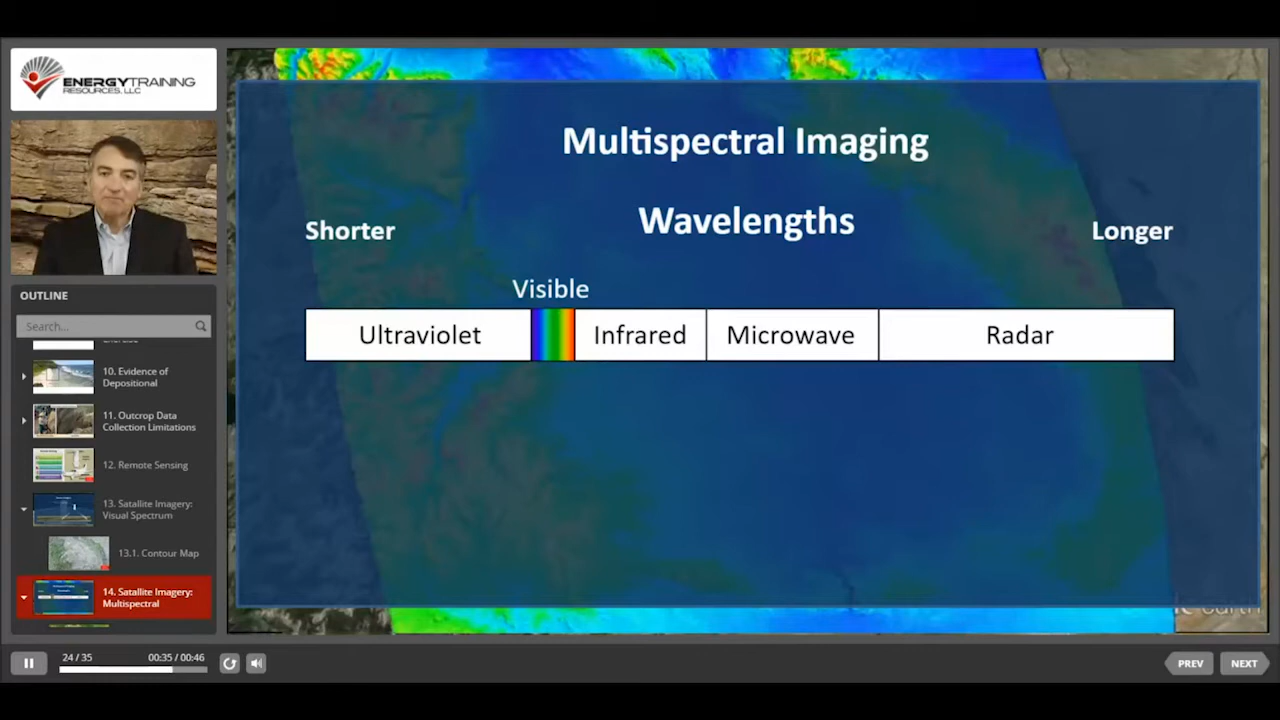 ENERGYTRAINING
RESOURCES, LLC
OUTLINE
Search...
10. Evidence of
Depositional
11. Outcrop Data
Collection Limitations
12. Remote Sensing
13. Satallite Imagery:
Visual Spectrum
13.1. Contour Map
14. Satallite Imagery:
Multispectral
Multispectral Imaging
Wavelengths
Shorter
Longer
Visible
Ultraviolet
Infrared
Microwave
Radar
earth
24 / 35
00:35 / 00:46
PREV
NEXT